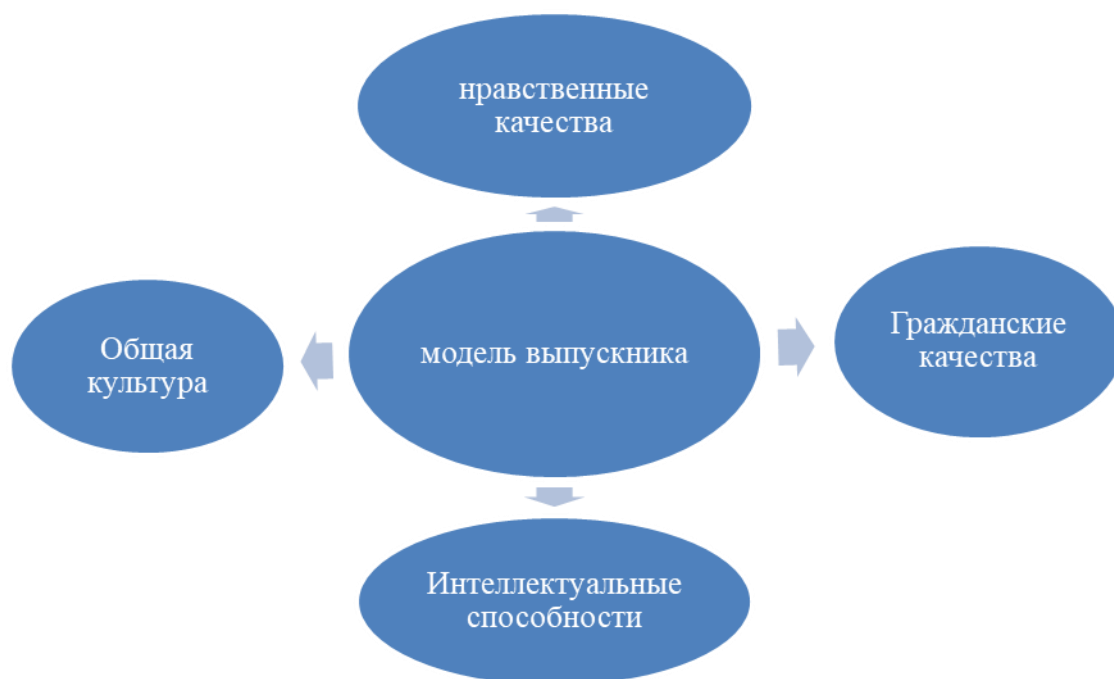 нравственные
качества
Общая
культура
модель выпускника
Гражданские
качества
Интеллектуальные
способности